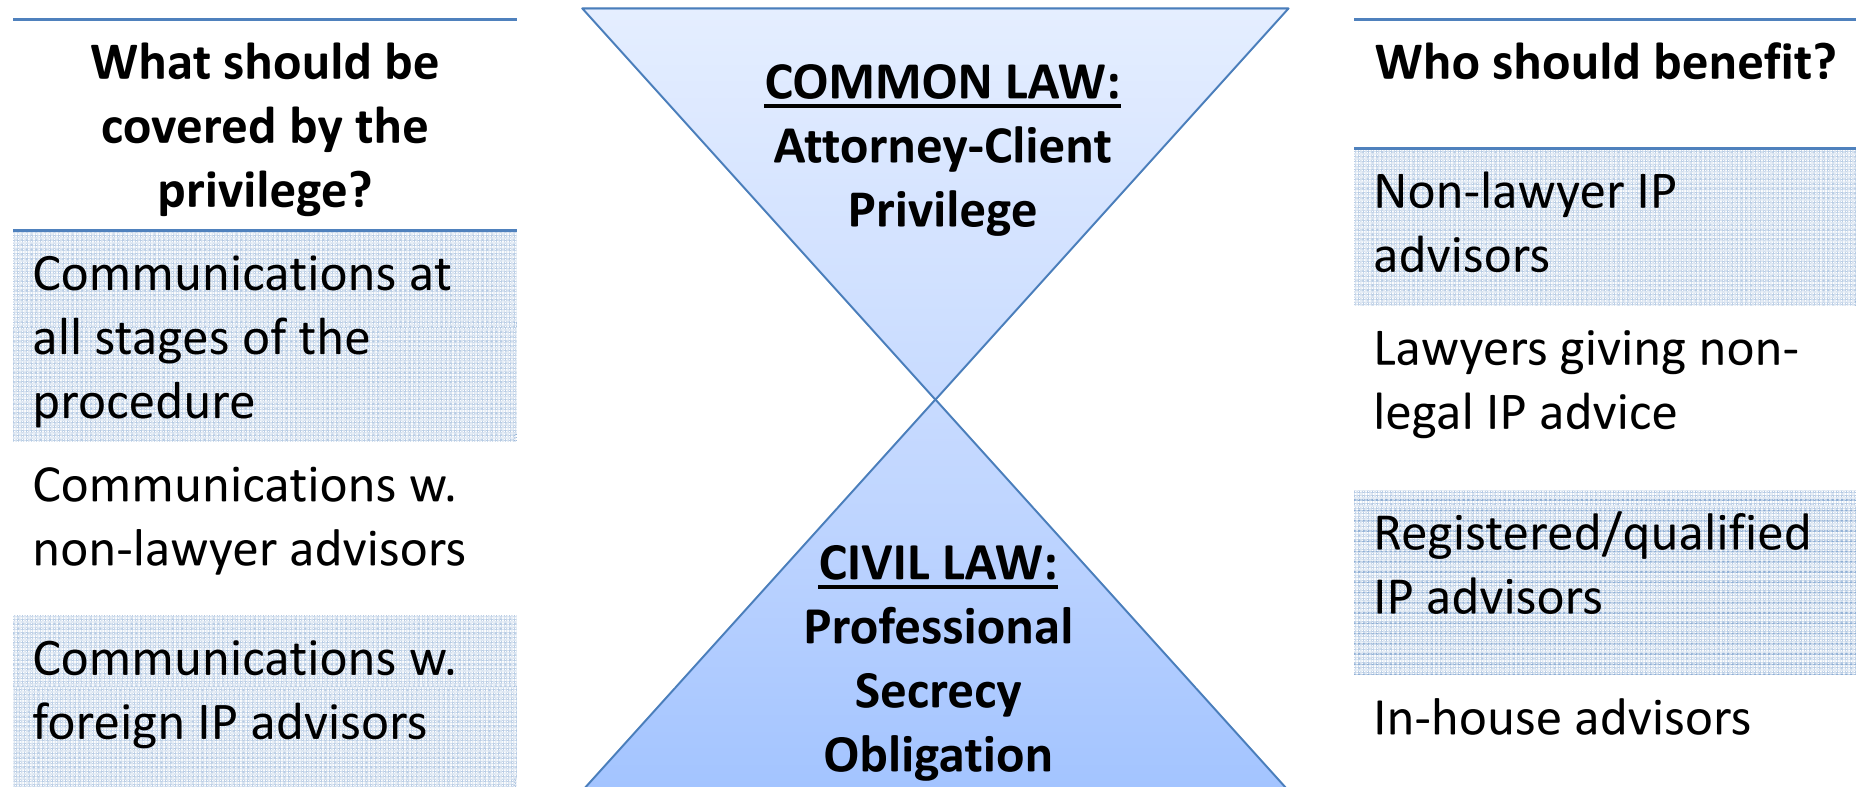 What should be
covered by the
privilege?
Communications at
all stages of the
procedure
Communications w.
non-lawyer advisors
Communications w.
foreign IP advisors
COMMON LAW:
Attorney-Client
Privilege
CIVIL LAW:
Professional
Secrecy
Obligation
Who should benefit?
Non-lawyer IP
advisors
Lawyers giving non-
legal IP advice
Registered/qualified
IP advisors
In-house advisors